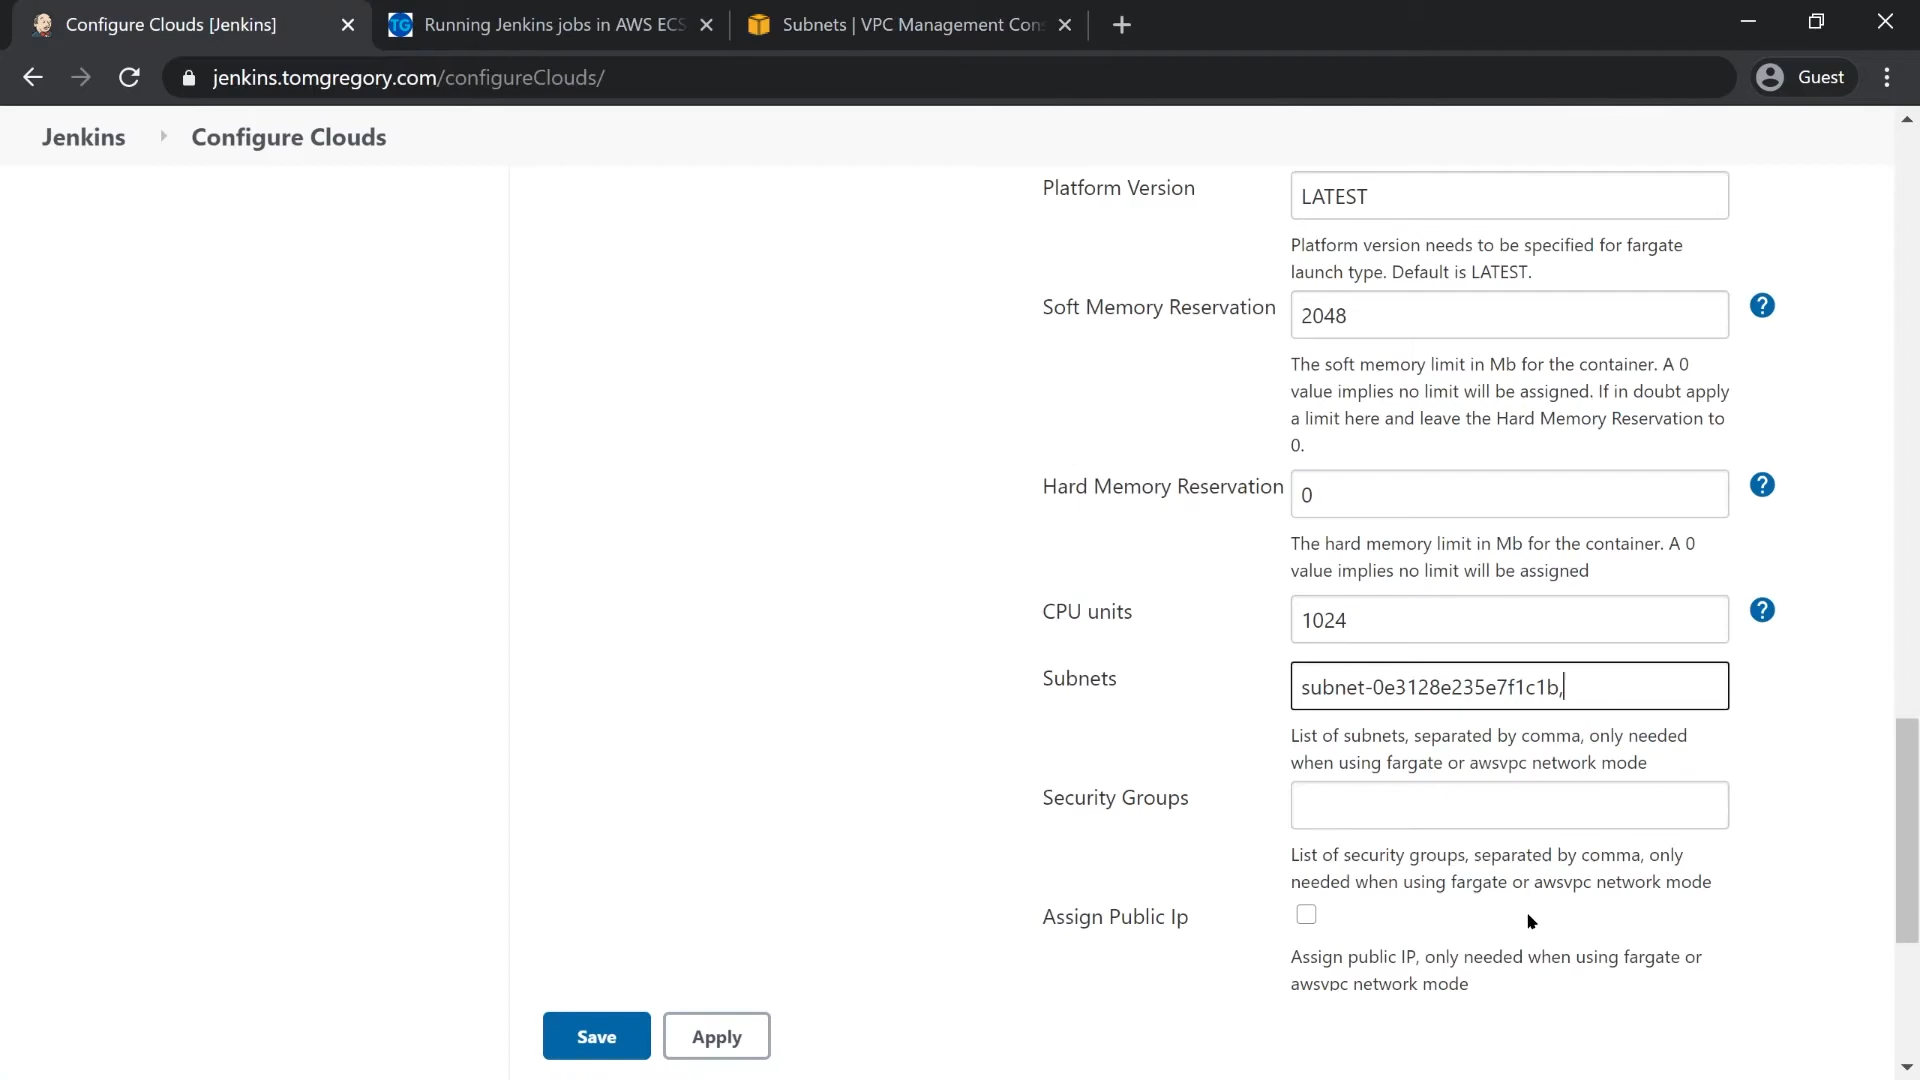 Configure Clouds [Jenkins]
TG
Running Jenkins jobs in AWS ECS
Subnets | VPC Management Con
jenkins.tomgregory.com/configureClouds/
Guest
Jenkins
Configure Clouds
Platform Version
LATEST
Platform version needs to be specified for fargate
launch type. Default is LATEST.
Soft Memory Reservation
2048
?
The soft memory limit in Mb for the container. A 0
value implies no limit will be assigned. If in doubt apply
a limit here and leave the Hard Memory Reservation to
0.
Hard Memory Reservation
0
?
The hard memory limit in Mb for the container. A 0
value implies no limit will be assigned
CPU units
1024
?
Subnets
subnet-0e3128e235e7f1c1b,
List of subnets, separated by comma, only needed
when using fargate or awsvpc network mode
Security Groups
List of security groups, separated by comma, only
needed when using fargate or awsvpc network mode
Assign Public Ip
Assign public IP, only needed when using fargate or
awsvpc network mode
Save
Apply